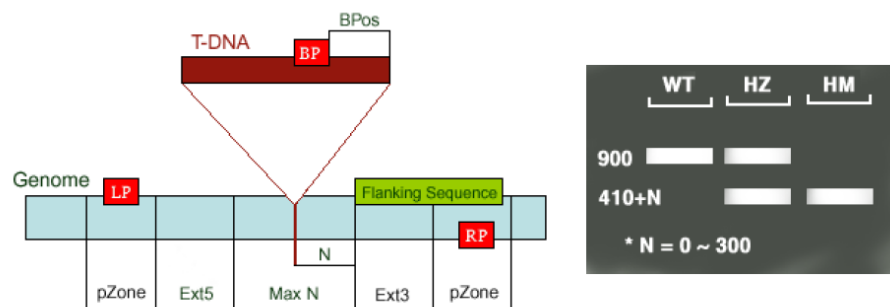 BPos
T-DNA
BP
Genome
LP
Flanking Sequence
RP
N
pZone Ext5 Max N Ext3 pZone
WT HZ HM
900
410+N
* N = 0 ~ 300